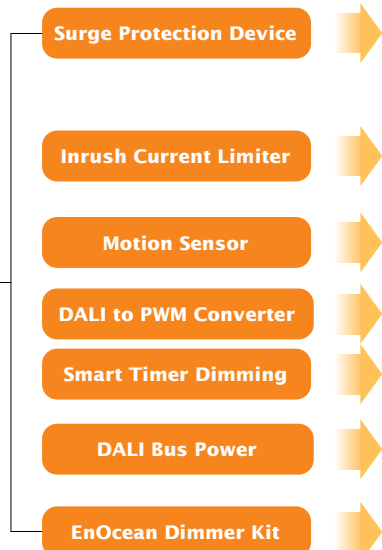 Surge Protection Device
Inrush Current Limiter
Motion Sensor
DALI to PWM Converter
Smart Timer Dimming
DALI Bus Power
EnOcean Dimmer Kit